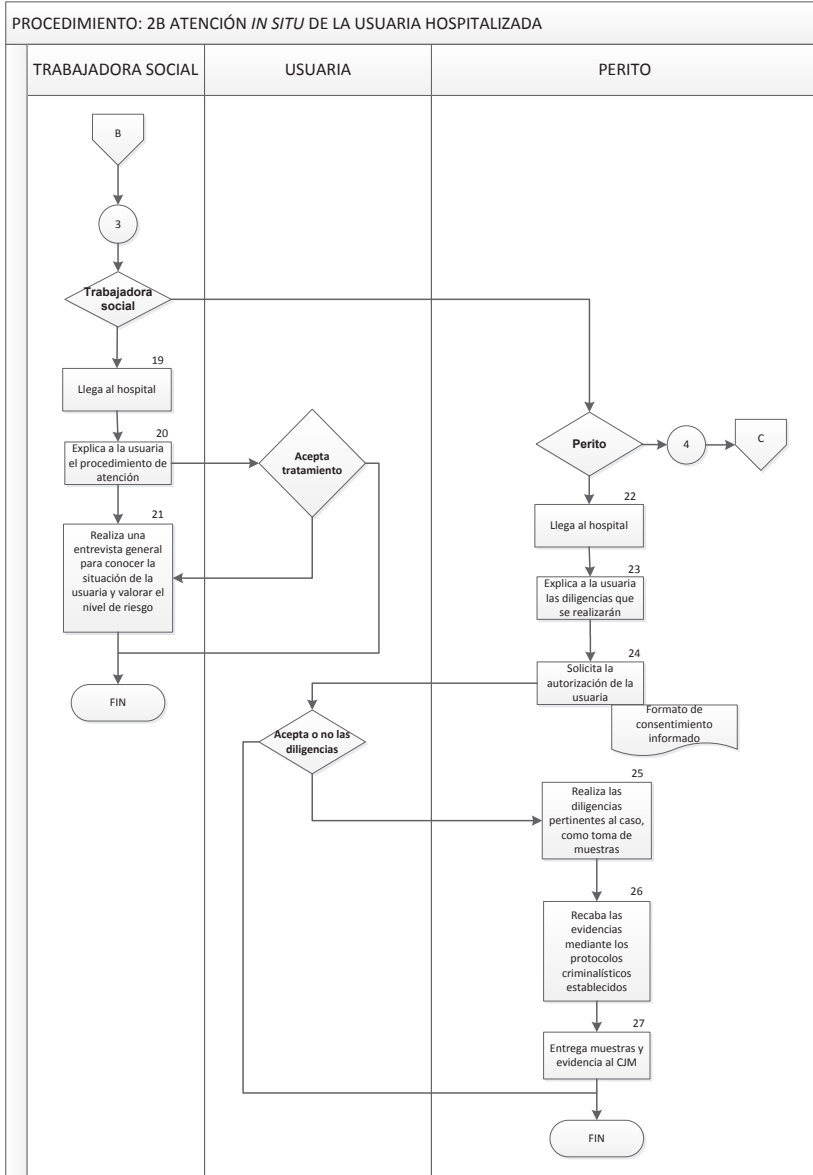 PROCEDIMIENTO: 2B ATENCIÓN IN SITU DE LA USUARIA HOSPITALIZADA
TRABAJADORA SOCIAL
USUARIA
PERITO
B
3
Trabajadora
social
19
Llega al hospital
20
Explica a la usuaria
el procedimiento de
atención
Acepta
tratamiento
21
Realiza una
entrevista general
para conocer la
situación de la
usuaria y valorar el
nivel de riesgo
FIN
Perito
4
C
22
Llega al hospital
23
Explica a la usuaria
las diligencias que
se realizarán
24
Solicita la
autorización de la
usuaria
Formato de
consentimiento
informado
Acepta o no las
diligencias
25
Realiza las
diligencias
pertinentes al caso,
como toma de
muestras
26
Recaba las
evidencias
mediante los
protocolos
criminalísticos
establecidos
27
Entrega muestras y
evidencia al CJM
FIN